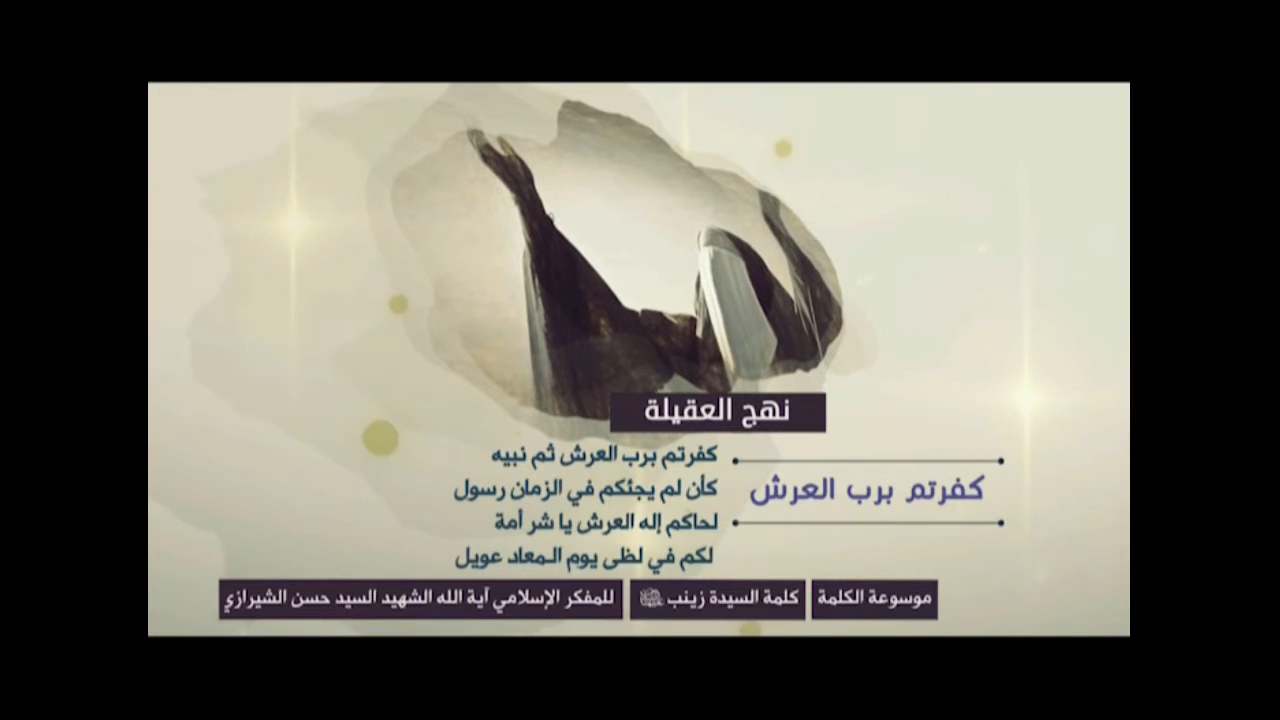 نهج العقيلة
كفرتم برب العرش
كفرتم برب العرش ثم نبيه
كأن لم يجئكم في الزمان رسول
لحاكم إله العرش يا شر أمة
لكم في لظى يوم المعاد عويل
موسوعة الكلمة
كلمة السيدة زينب
للمفكر الإسلامي آية الله الشهيد السيد حسن الشيرازي